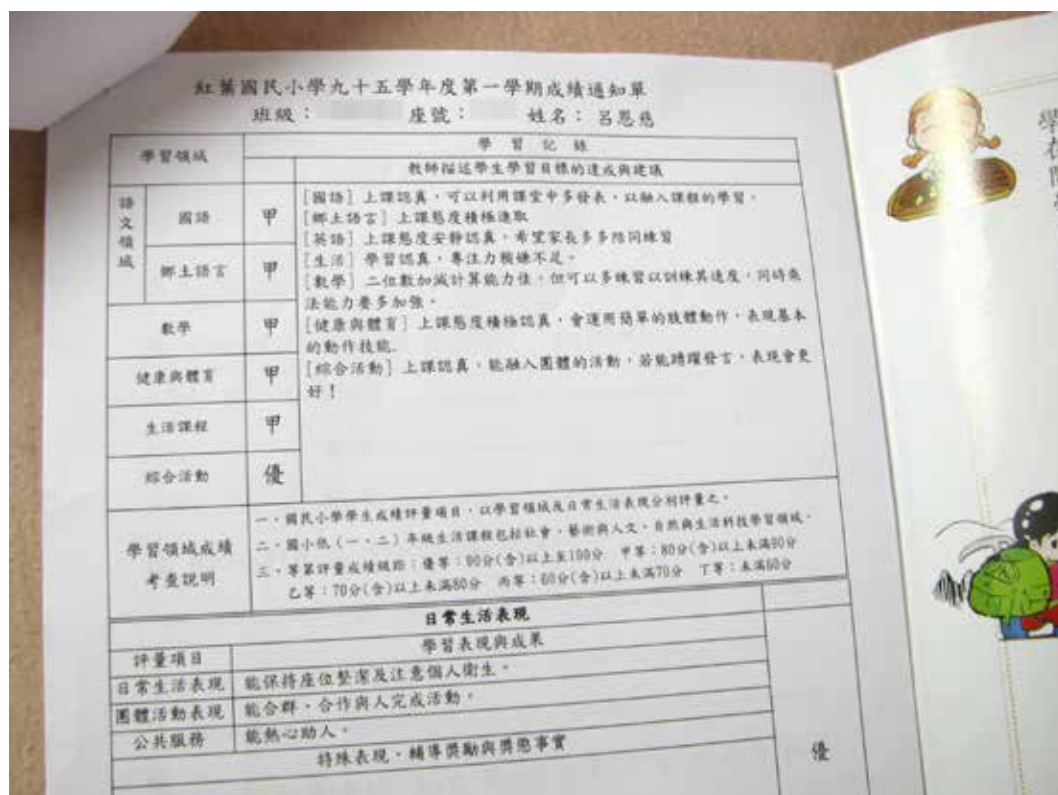 紅葉國民小學九十五學年度第一學期成績通知單
班級： 座號： 姓名：呂恩慈
學習領域
學習記錄
教師描述學生學習目標的達成與建議
語文領域
國語 甲
鄉土語言 甲
數學 甲
健康與體育 甲
生活課程 甲
綜合活動 優
[國語] 上課認真，可以利用課堂中多發表，以融入課程的學習。
[鄉土語言] 上課態度積極進取
[英語] 上課態度安靜認真，希望家長多多陪同練習
[生活] 學習認真，專注力稍嫌不足。
[數學] 二位數加減計算能力佳，但可以多練習以訓練其速度，同時乘
法能力要多加強。
[健康與體育] 上課態度積極認真，會運用簡單的肢體動作，表現基本
的動作技能.
[綜合活動] 上課認真，能融入團體的活動，若能踴躍發言，表現會更
好！
學習領域成績
考查說明
一、國民小學學生成績評量項目，以學習領域及日常生活表現分別評量之。
二、國小低（一、二）年級生活課程包括社會、藝術與人文、自然與生活科技學習領域。
三、等第評量成績級距：優等：90分(含)以上至100分 甲等：80分(含)以上未滿90分
乙等：70分(含)以上未滿80分 丙等：60分(含)以上未滿70分 丁等：未滿60分
日常生活表現
評量項目 學習表現與成果
日常生活表現 能保持座位整潔及注意個人衛生。
團體活動表現 能合群、合作與人完成活動。
公共服務 能熱心助人。
特殊表現、輔導獎勵與獎懲事實
優
學
在